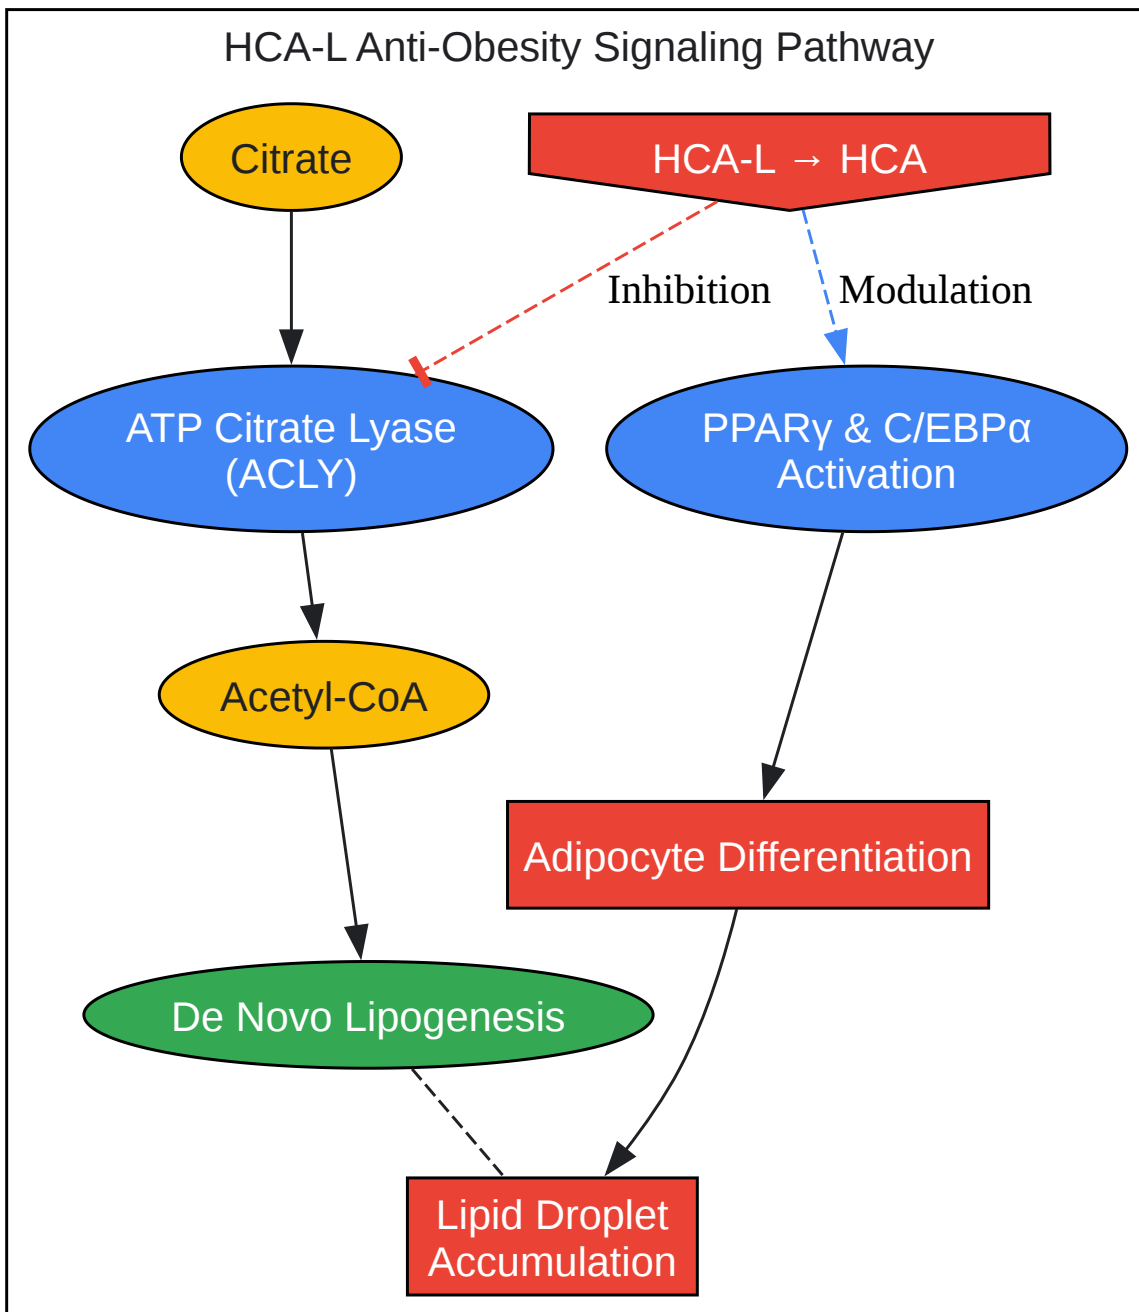 HCA-L Anti-Obesity Signaling Pathway
Citrate
HCA-L → HCA
Inhibition
Modulation
ATP Citrate Lyase
(ACLY)
PPARγ & C/EBPα
Activation
Acetyl-CoA
Adipocyte Differentiation
De Novo Lipogenesis
Lipid Droplet
Accumulation